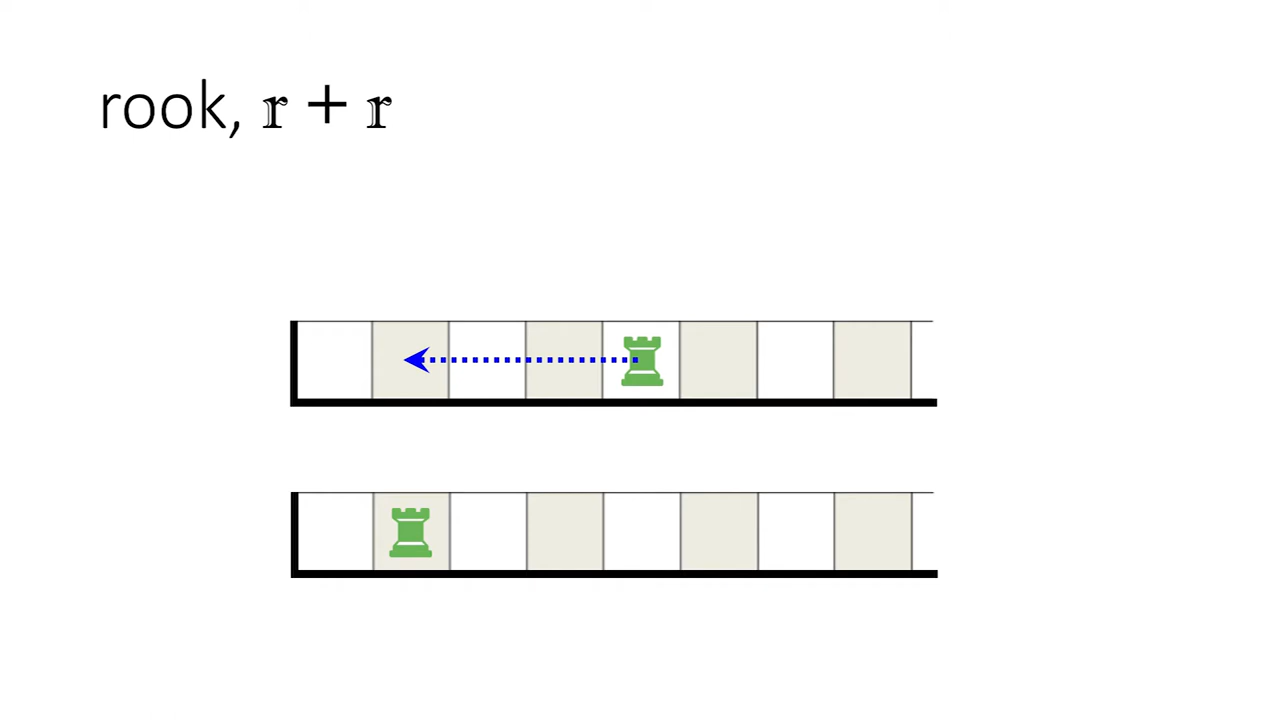 rook, 𝕣 + 𝕣